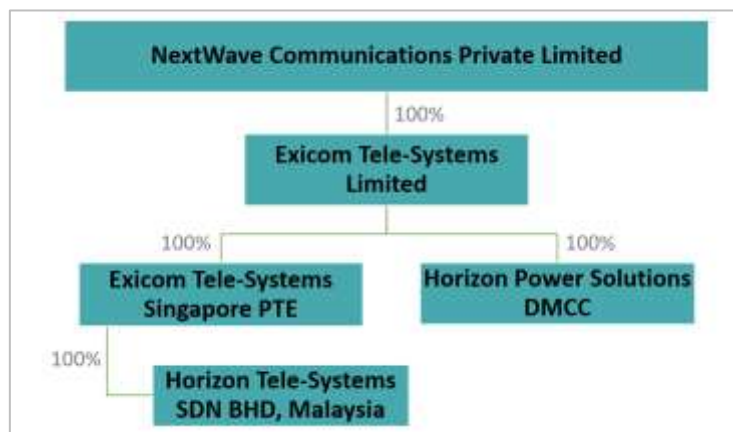 NextWave Communications Private Limited
100%
Exicom Tele-Systems
Limited
100%
100%
Exicom Tele-Systems
Singapore PTE
Horizon Power Solutions
DMCC
100%
Horizon Tele-Systems
SDN BHD, Malaysia